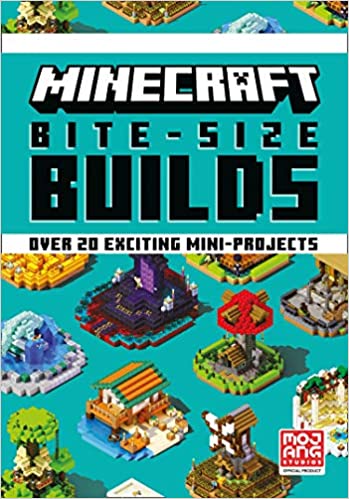 MINECRAFT
BITE-SIZE
BUILDS
OVER 20 EXCITING MINI-PROJECTS
MOJ
ANG
STUDIOS
OFFICIAL PRODUCT